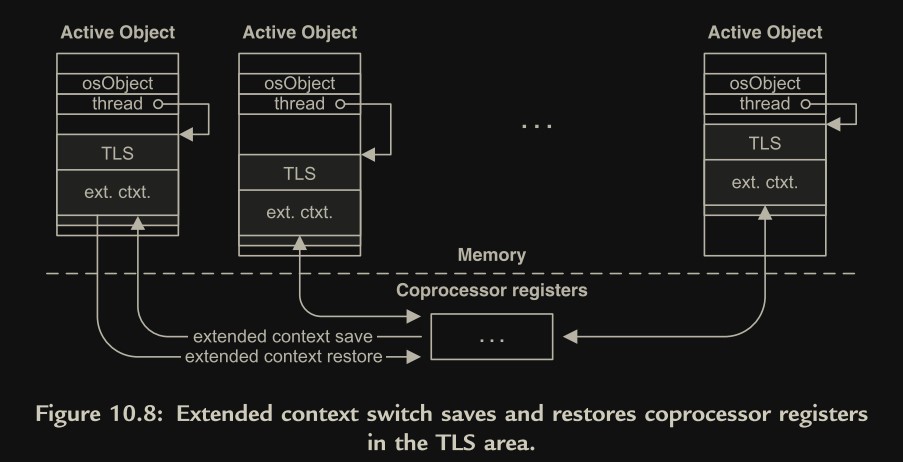 Active Object
Active Object
Active Object
osObject
thread
TLS
ext. ctxt.
osObject
thread
TLS
ext. ctxt.
. . .
osObject
thread
TLS
ext. ctxt.
Memory
Coprocessor registers
extended context save
extended context restore
. . .
Figure 10.8: Extended context switch saves and restores coprocessor registers
in the TLS area.